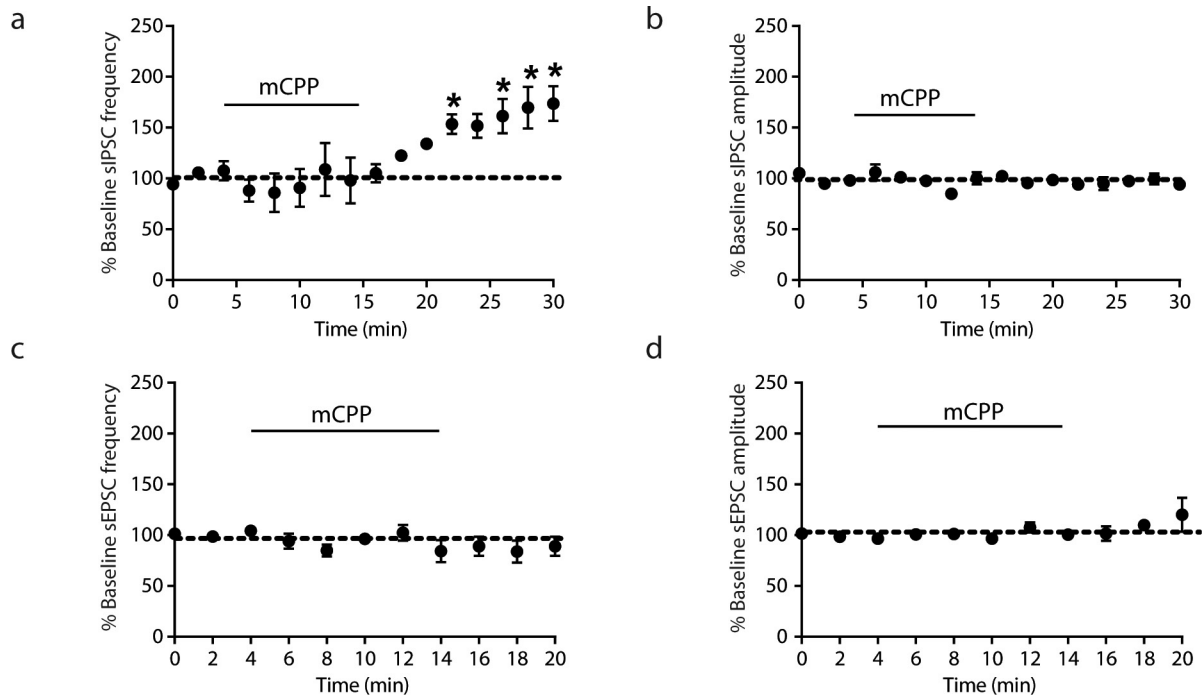 a
% Baseline sIPSC frequency
250
200
150
100
50
0
mCPP
* * * *
0 5 10 15 20 25 30
Time (min)
b
% Baseline sIPSC amplitude
250
200
150
100
50
0
mCPP
0 5 10 15 20 25 30
Time (min)
c
% Baseline sEPSC frequency
250
200
150
100
50
0
mCPP
0 2 4 6 8 10 12 14 16 18 20
Time (min)
d
% Baseline sEPSC amplitude
250
200
150
100
50
0
mCPP
0 2 4 6 8 10 12 14 16 18 20
Time (min)